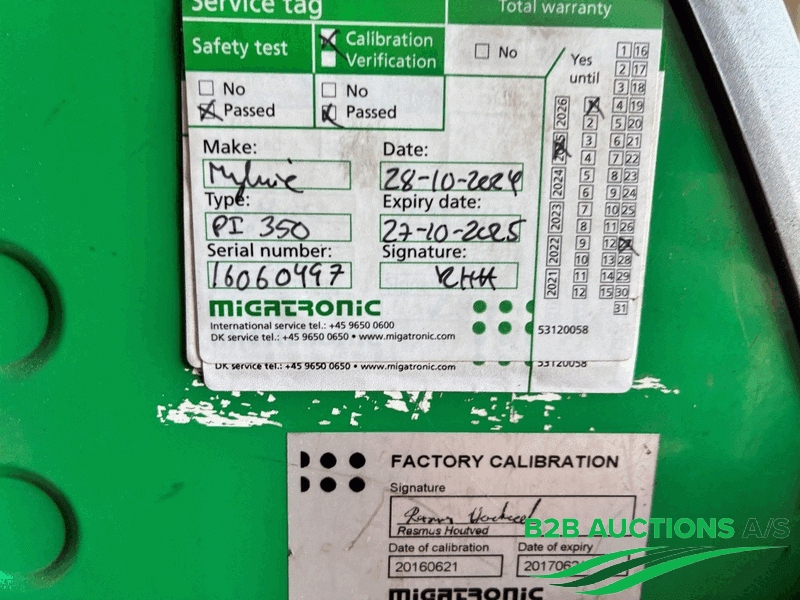 Service tag
Total warranty
Safety test
Calibration
Verification
No
Yes until
No
Passed
No
Passed
Make:
Date:
28-10-2024
Type:
Expiry date:
PI 350
27-10-2025
Serial number:
Signature:
16060497
RHH
2026
2025
2024
2023
2022
2021
2
3
4
5
6
7
8
9
10
11
12
1 16
2 17
3 18
4 19
5 20
6 21
7 22
8 23
9 24
10 25
11 26
12
13 28
14 29
15 30
31
MIGATRONIC
International service tel.: +45 9650 0600
DK service tel.: +45 9650 0650 • www.migatronic.com
53120058
DK service tel.: +45 9650 0650 • www.migatronic.com
53120058
FACTORY CALIBRATION
Signature
Rasmus Houtved
Date of calibration
Date of expiry
20160621
MIGATRONIC
B2B AUCTIONS A/S